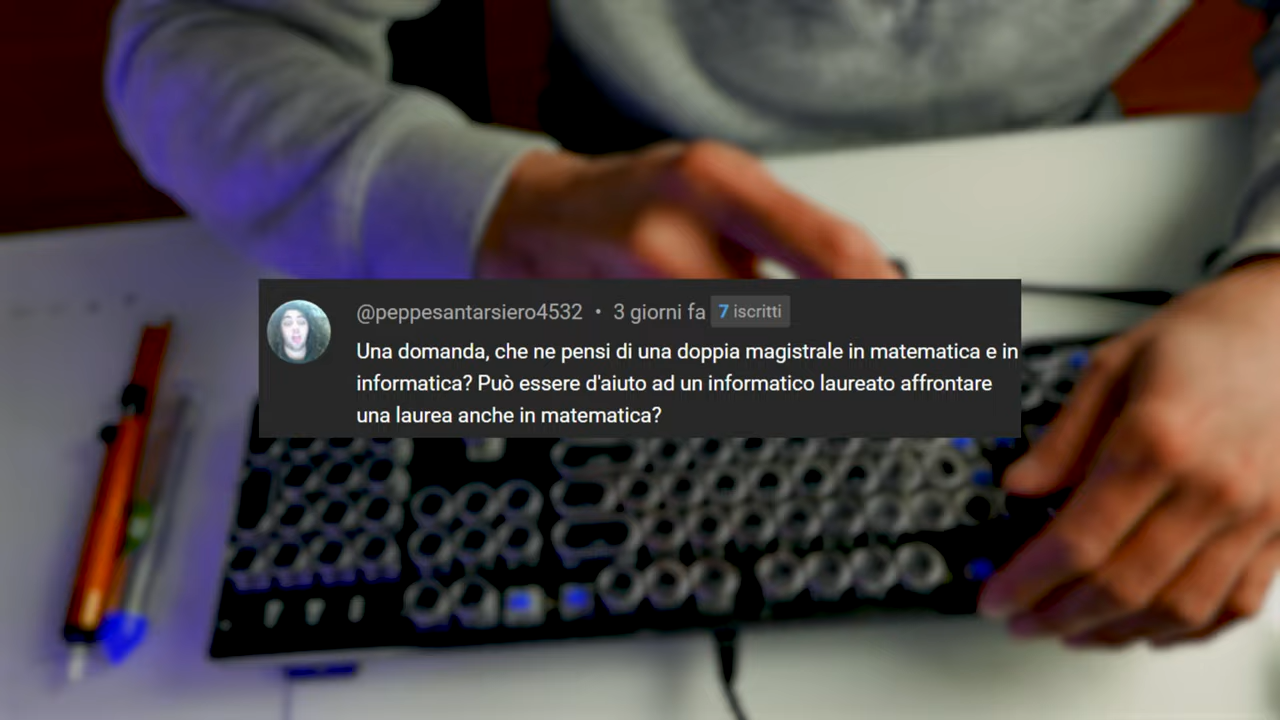 @peppesantarsiero4532 • 3 giorni fa 7 iscritti
Una domanda, che ne pensi di una doppia magistrale in matematica e in
informatica? Può essere d'aiuto ad un informatico laureato affrontare
una laurea anche in matematica?